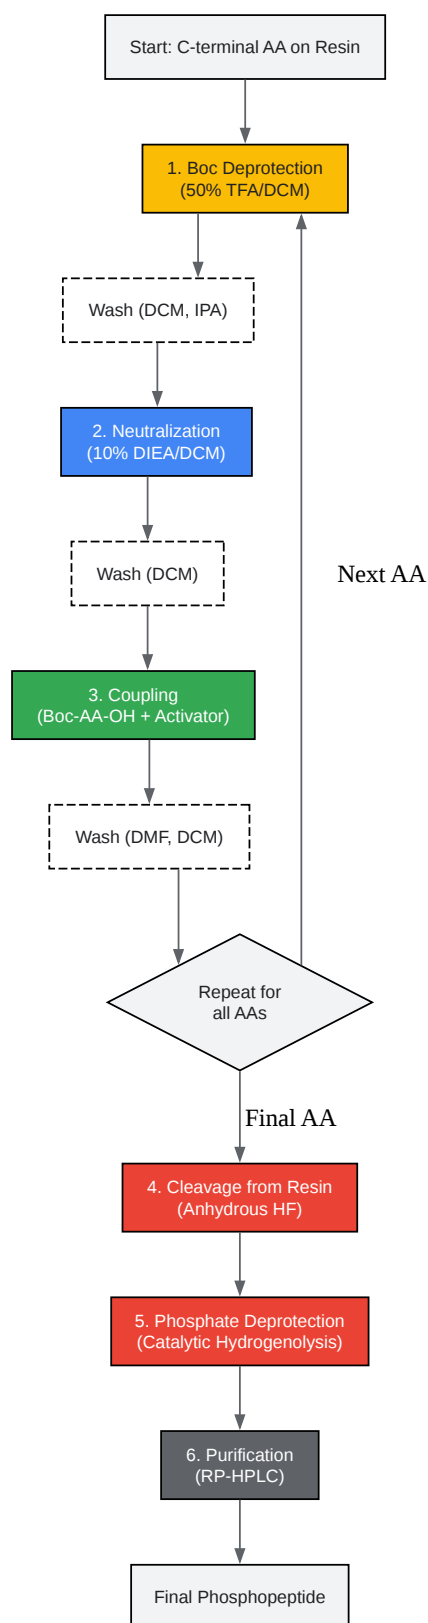 Start: C-terminal AA on Resin
1. Boc Deprotection
(50% TFA/DCM)
Wash (DCM, IPA)
2. Neutralization
(10% DIEA/DCM)
Wash (DCM)
Next AA
3. Coupling
(Boc-AA-OH + Activator)
Wash (DMF, DCM)
Repeat for
all AAs
Final AA
4. Cleavage from Resin
(Anhydrous HF)
5. Phosphate Deprotection
(Catalytic Hydrogenolysis)
6. Purification
(RP-HPLC)
Final Phosphopeptide